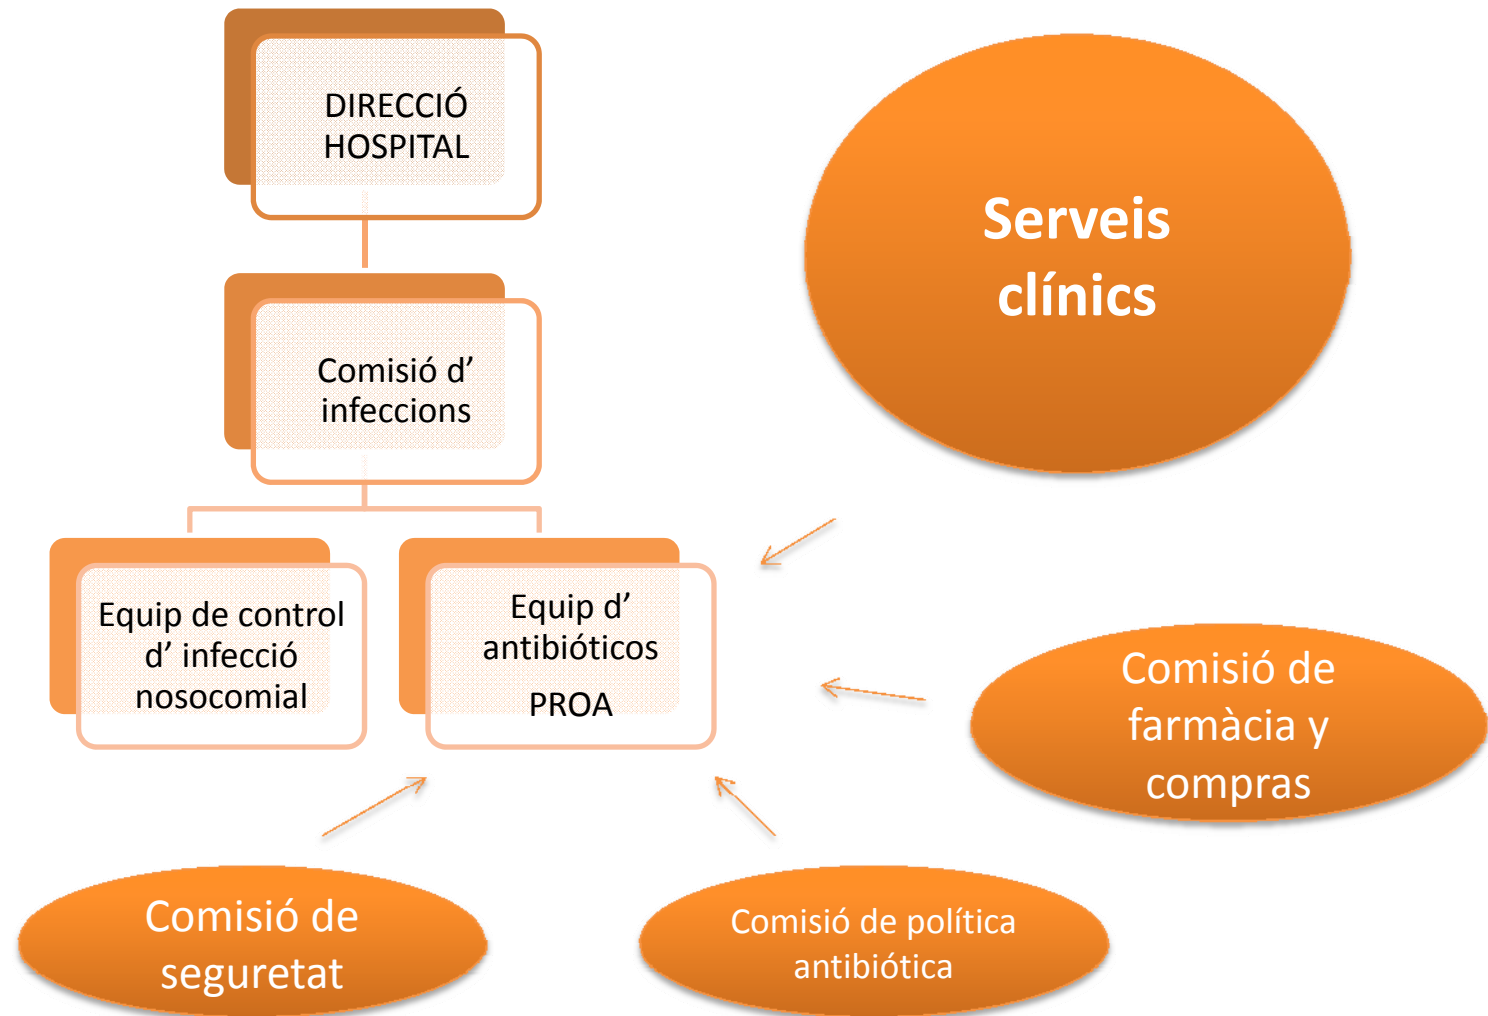 DIRECCIÓ
HOSPITAL
Serveis
clínics
Comisió d’
infeccions
Equip de control
d’ infecció
nosocomial
Equip d’
antibióticos
PROA
Comisió de
farmàcia y
compras
Comisió de
seguretat
Comisió de política
antibiótica